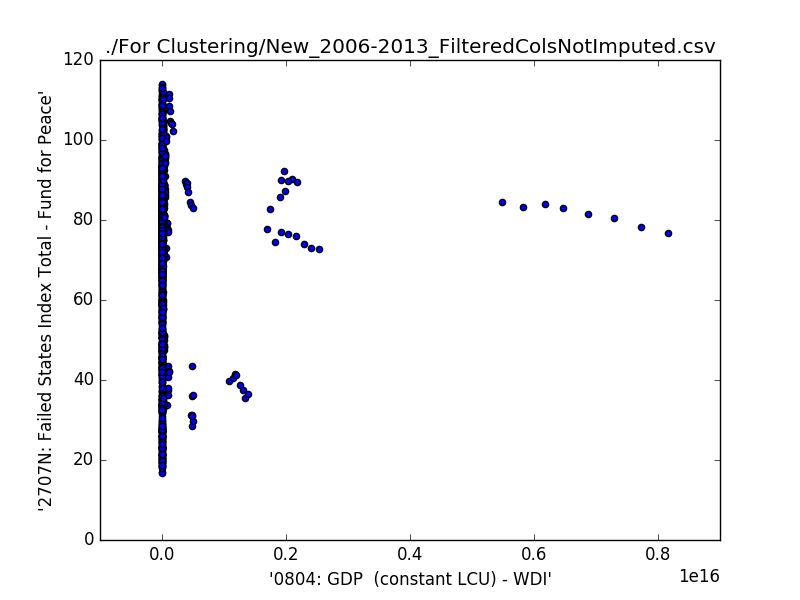 ./For Clustering/New_2006-2013_FilteredColsNotImputed.csv
120
100
80
60
40
20
0
'2707N: Failed States Index Total - Fund for Peace'
0.0 0.2 0.4 0.6 0.8
1e16
'0804: GDP  (constant LCU) - WDI'